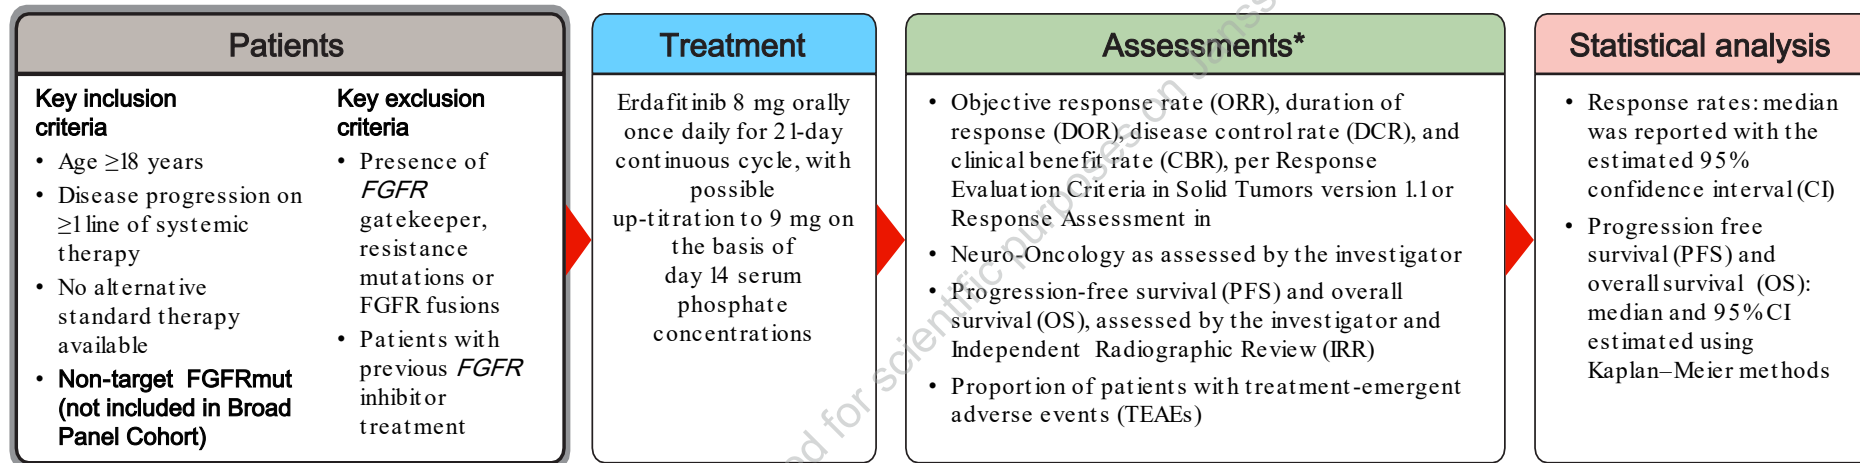 Patients
Key inclusion
criteria
• Age ≥18 years
• Disease progression on
≥1 line of systemic
therapy
• No alternative
standard therapy
available
• Non-target FGFRmut
(not included in Broad
Panel Cohort)
Key exclusion
criteria
• Presence of
FGFR
gatekeeper,
resistance
mutations or
FGFR fusions
• Patients with
previous FGFR
inhibitor
treatment
Treatment
Erdafitinib 8 mg orally
once daily for 21-day
continuous cycle, with
possible
up-titration to 9 mg on
the basis of
day 14 serum
phosphate
concentrations
Assessments*
• Objective response rate (ORR), duration of
response (DOR), disease control rate (DCR), and
clinical benefit rate (CBR), per Response
Evaluation Criteria in Solid Tumors version 1.1 or
Response Assessment in
• Neuro-Oncology as assessed by the investigator
• Progression-free survival (PFS) and overall
survival (OS), assessed by the investigator and
Independent Radiographic Review (IRR)
• Proportion of patients with treatment-emergent
adverse events (TEAEs)
Statistical analysis
• Response rates: median
was reported with the
estimated 95%
confidence interval (CI)
• Progression free
survival (PFS) and
overall survival (OS):
median and 95% CI
estimated using
Kaplan–Meier methods
for scientific purposes on